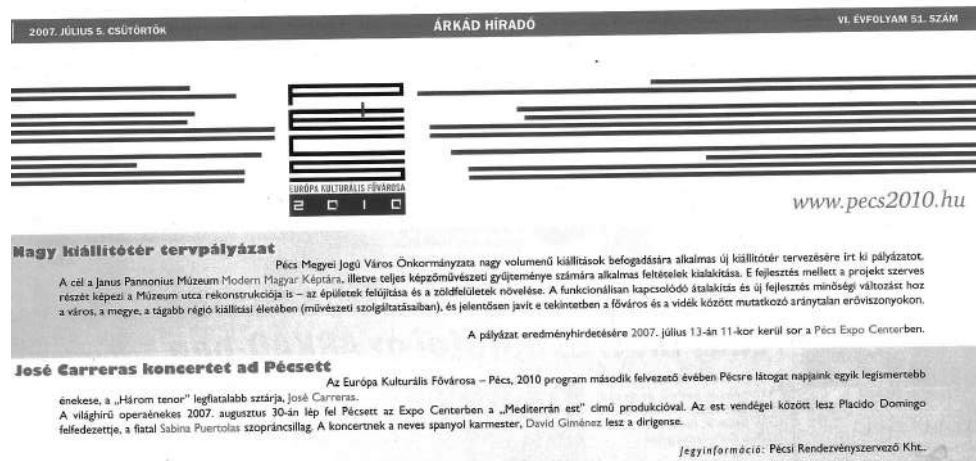 2007. JÚLIUS 5. CSÜTÖRTÖK
ÁRKÁD HÍRADÓ
VI. ÉVFOLYAM 51. SZÁM
EURÓPA KULTURÁLIS FŐVÁROSA
2010
www.pecs2010.hu
Nagy kiállítótér tervpályázat
Pécs Megyei Jogú Város Önkormányzata nagy volumenű kiállítások befogadására alkalmas új kiállítótér tervezésére írt ki pályázatot.
A cél a Janus Pannonius Múzeum Modern Magyar Képtára, illetve teljes képzőművészeti gyűjteménye számára alkalmas feltételek kialakítása. E fejlesztés mellett a projekt szerves
részét képezi a Múzeum utca rekonstrukciója is – az épületek felújítása és a zöldfelületek növelése. A funkcionálisan kapcsolódó átalakítás és új fejlesztés minőségi változást hoz
a város, a megye, a tágabb régió kiállítási életében (művészeti szolgáltatásaiban), és jelentősen javít e tekintetben a főváros és a vidék között mutatkozó aránytalan erőviszonyokon.
A pályázat eredményhirdetésére 2007. július 13-án 11-kor kerül sor a Pécs Expo Centerben.
José Carreras koncertet ad Pécsett
Az Európa Kulturális Fővárosa – Pécs, 2010 program második felvezető évében Pécsre látogat napjaink egyik legismertebb
énekese, a „Három tenor” legfiatalabb sztárja, José Carreras.
A világhírű operaénekes 2007. augusztus 30-án lép fel Pécsett az Expo Centerben a „Mediterrán est” című produkcióval. Az est vendégei között lesz Placido Domingo
felfedezettje, a fiatal Sabina Puertolas szopráncsillag. A koncertnek a neves spanyol karmester, David Giménez lesz a dirigense.
Jegyinformáció: Pécsi Rendezvényszervező Kht..